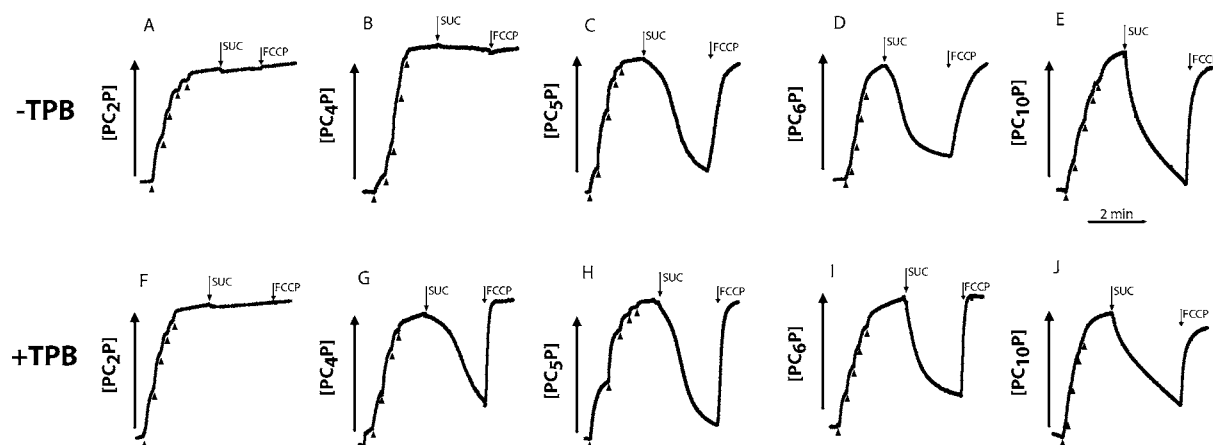 A
SUC
FCCP
[PC2P]
B
SUC
FCCP
[PC4P]
C
SUC
FCCP
[PC5P]
D
SUC
FCCP
[PC6P]
E
SUC
FCCP
[PC10P]
-TPB
2 min
F
SUC
FCCP
[PC2P]
G
SUC
FCCP
[PC4P]
H
SUC
FCCP
[PC5P]
I
SUC
FCCP
[PC6P]
J
SUC
FCCP
[PC10P]
+TPB